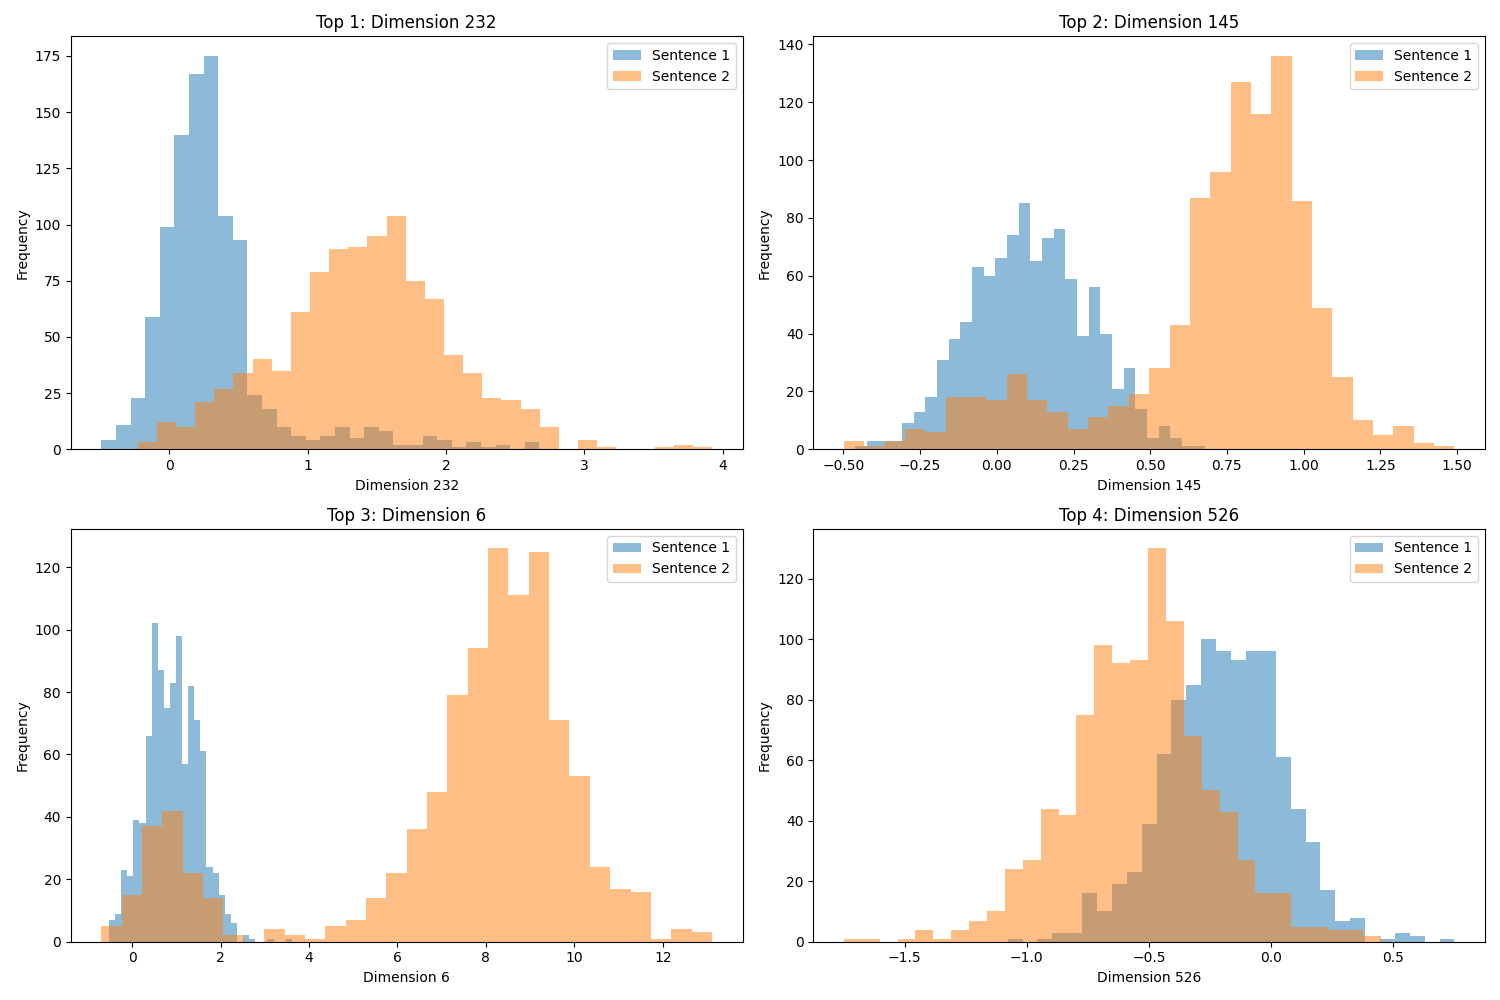 Top 1: Dimension 232
175
150
125
100
75
50
25
0
Frequency
Sentence 1
Sentence 2
0 1 2 3 4
Dimension 232
Top 2: Dimension 145
140
120
100
80
60
40
20
0
Frequency
Sentence 1
Sentence 2
−0.50 −0.25 0.00 0.25 0.50 0.75 1.00 1.25 1.50
Dimension 145
Top 3: Dimension 6
120
100
80
60
40
20
0
Frequency
Sentence 1
Sentence 2
0 2 4 6 8 10 12
Dimension 6
Top 4: Dimension 526
120
100
80
60
40
20
0
Frequency
Sentence 1
Sentence 2
−1.5 −1.0 −0.5 0.0 0.5
Dimension 526